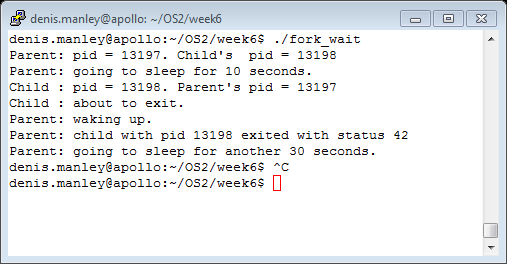 denis.manley@apollo:~/OS2/week6
denis.manley@apollo:~/OS2/week6$ ./fork_wait
Parent: pid = 13197. Child's  pid = 13198
Parent: going to sleep for 10 seconds.
Child : pid = 13198. Parent's pid = 13197
Child : about to exit.
Parent: waking up.
Parent: child with pid 13198 exited with status 42
Parent: going to sleep for another 30 seconds.
denis.manley@apollo:~/OS2/week6$ ^C
denis.manley@apollo:~/OS2/week6$